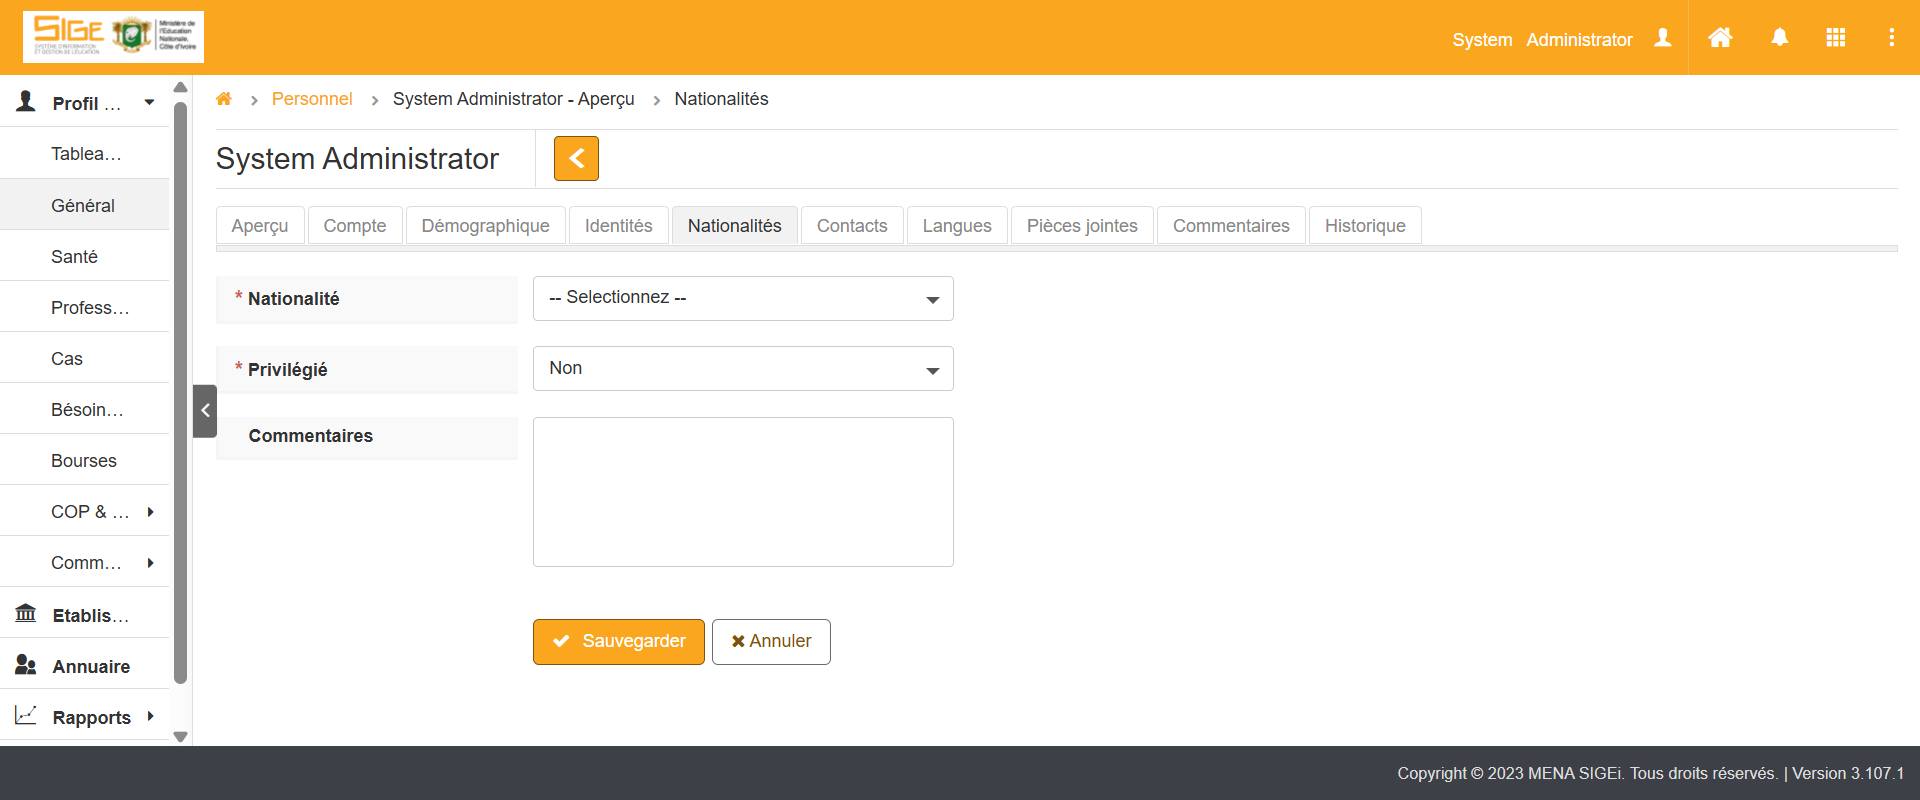 SIGE
SYSTÈME D'INFORMATION
ET GESTION DE L'ÉDUCATION
Ministère de
l'Education
Nationale,
Côte d'Ivoire
System Administrator
Profil ...
Tablea...
Général
Santé
Profess...
Cas
Bésoin...
Bourses
COP & ...
Comm...
Etablis...
Annuaire
Rapports
Personnel
System Administrator - Aperçu
Nationalités
System Administrator
Aperçu
Compte
Démographique
Identités
Nationalités
Contacts
Langues
Pièces jointes
Commentaires
Historique
* Nationalité
-- Selectionnez --
* Privilégié
Non
Commentaires
Sauvegarder
Annuler
Copyright © 2023 MENA SIGEi. Tous droits réservés. | Version 3.107.1